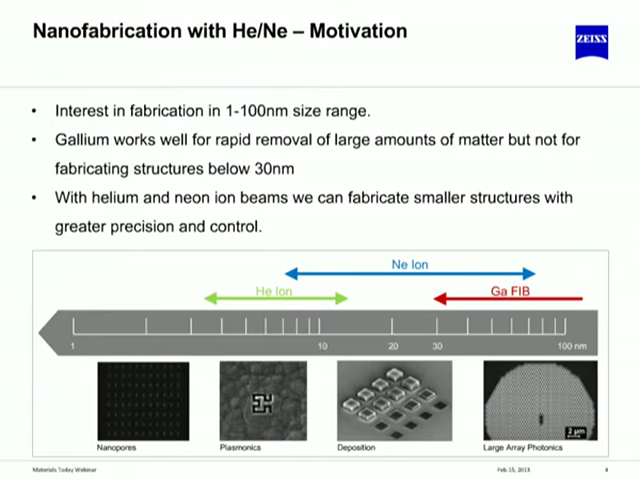 Nanofabrication with He/Ne – Motivation
ZEISS
• Interest in fabrication in 1-100nm size range.
• Gallium works well for rapid removal of large amounts of matter but not for
fabricating structures below 30nm
• With helium and neon ion beams we can fabricate smaller structures with
greater precision and control.
Ne Ion
He Ion
Ga FIB
1
10
20
30
100 nm
2 µm
Nanopores
Plasmonics
Deposition
Large Array Photonics
Materials Today Webinar
Feb. 15, 2013
4